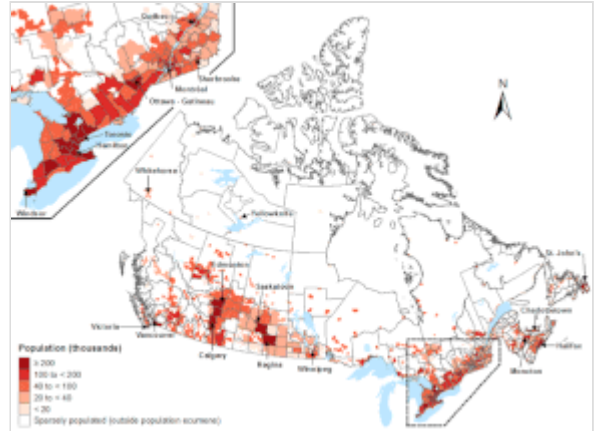 Québec
Sherbrooke
Montréal
Ottawa - Gatineau
Toronto
Hamilton
Windsor
N
Whitehorse
Yellowknife
St. John's
Edmonton
Saskatoon
Charlottetown
Victoria
Vancouver
Halifax
Calgary
Regina
Winnipeg
Moncton
Population (thousands)
≥ 200
100 to < 200
40 to < 100
20 to < 40
< 20
Sparsely populated (outside population ecumene)